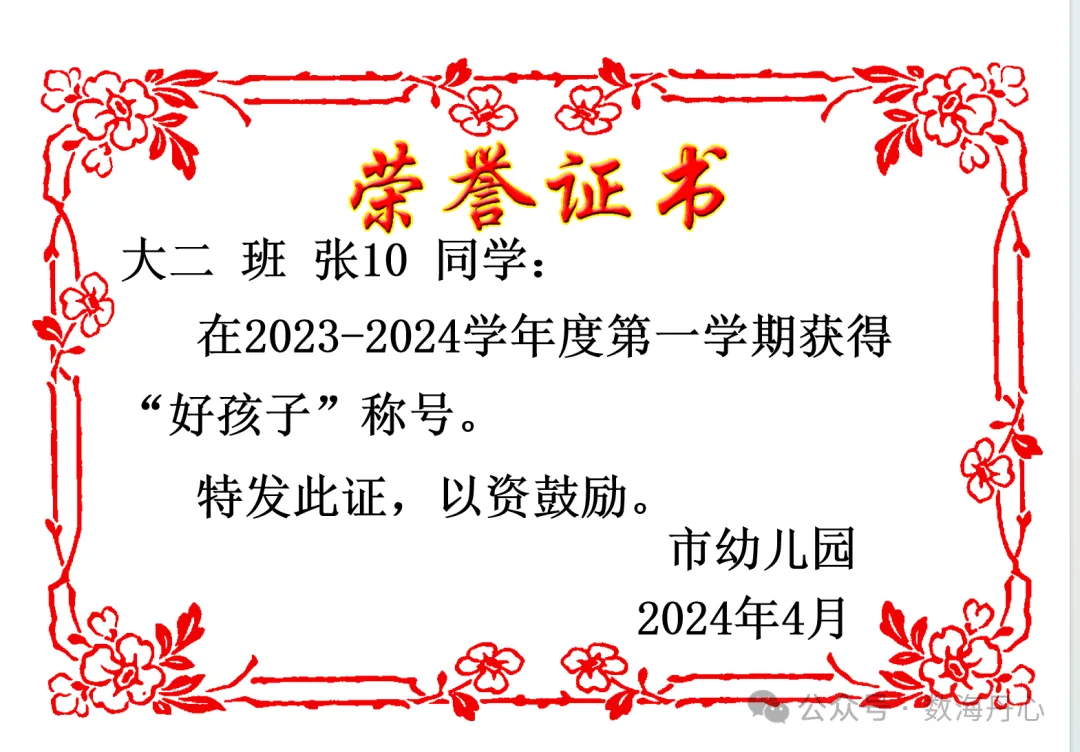 荣誉证书
大二 班 张10 同学：
在2023-2024学年度第一学期获得
“好孩子”称号。
特发此证，以资鼓励。
市幼儿园
2024年4月
公众号·数海丹心